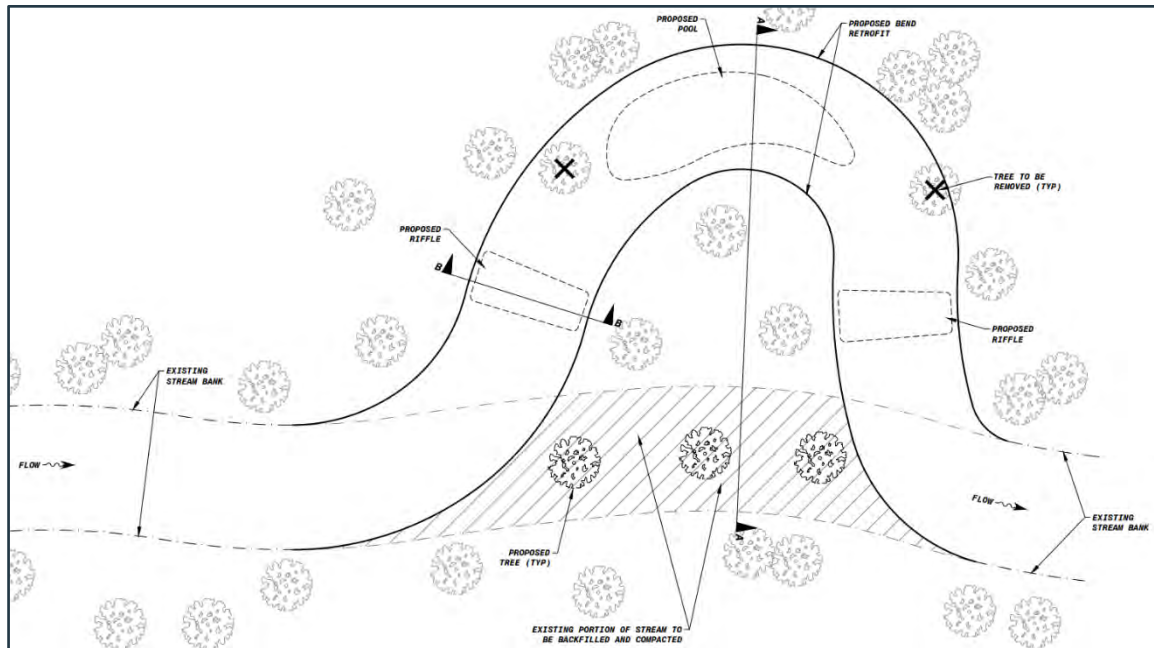 PROPOSED
POOL
A
PROPOSED BEND
RETROFIT
TREE TO BE
REMOVED (TYP)
PROPOSED
RIFFLE
B
B
PROPOSED
RIFFLE
EXISTING
STREAM BANK
FLOW
FLOW
A
EXISTING
STREAM BANK
PROPOSED
TREE (TYP)
EXISTING PORTION OF STREAM TO
BE BACKFILLED AND COMPACTED